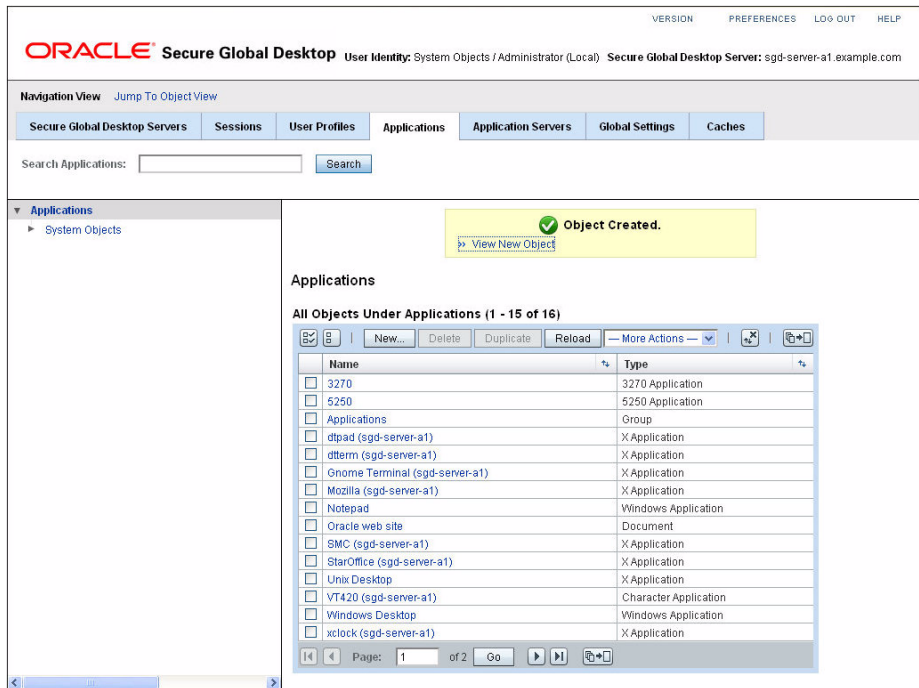 VERSION PREFERENCES LOG OUT HELP
ORACLE Secure Global Desktop User Identity: System Objects / Administrator (Local) Secure Global Desktop Server: sgd-server-a1.example.com
Navigation View Jump To Object View
Secure Global Desktop Servers Sessions User Profiles Applications Application Servers Global Settings Caches
Search Applications: Search
Applications
System Objects
Object Created.
» View New Object
Applications
All Objects Under Applications (1 - 15 of 16)
New... Delete Duplicate Reload — More Actions —
Name Type
3270 3270 Application
5250 5250 Application
Applications Group
dtpad (sgd-server-a1) X Application
dtterm (sgd-server-a1) X Application
Gnome Terminal (sgd-server-a1) X Application
Mozilla (sgd-server-a1) X Application
Notepad Windows Application
Oracle web site Document
SMC (sgd-server-a1) X Application
StarOffice (sgd-server-a1) X Application
Unix Desktop X Application
VT420 (sgd-server-a1) Character Application
Windows Desktop Windows Application
xclock (sgd-server-a1) X Application
Page: 1 of 2 Go